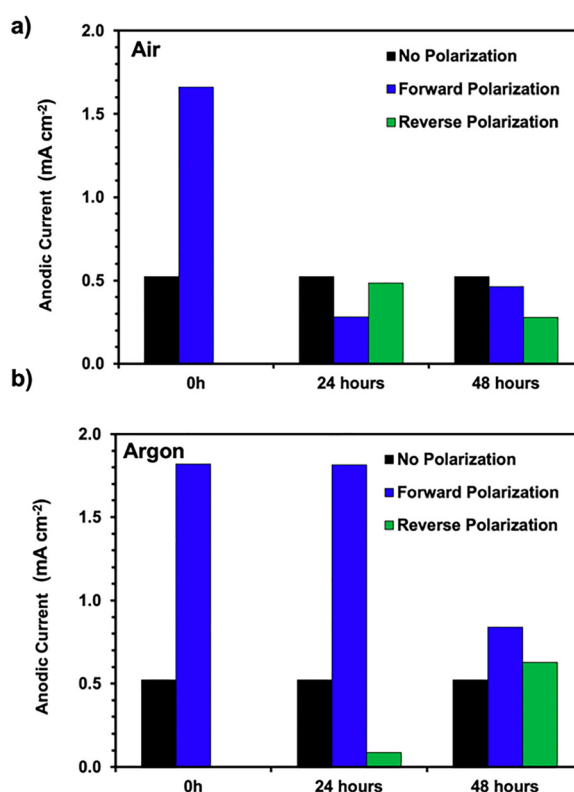 a)
Air
No Polarization
Forward Polarization
Reverse Polarization
Anodic Current (mA cm-2)
2.0
1.5
1.0
0.5
0.0
0h 24 hours 48 hours
b)
Argon
No Polarization
Forward Polarization
Reverse Polarization
Anodic Current (mA cm-2)
2.0
1.5
1.0
0.5
0.0
0h 24 hours 48 hours